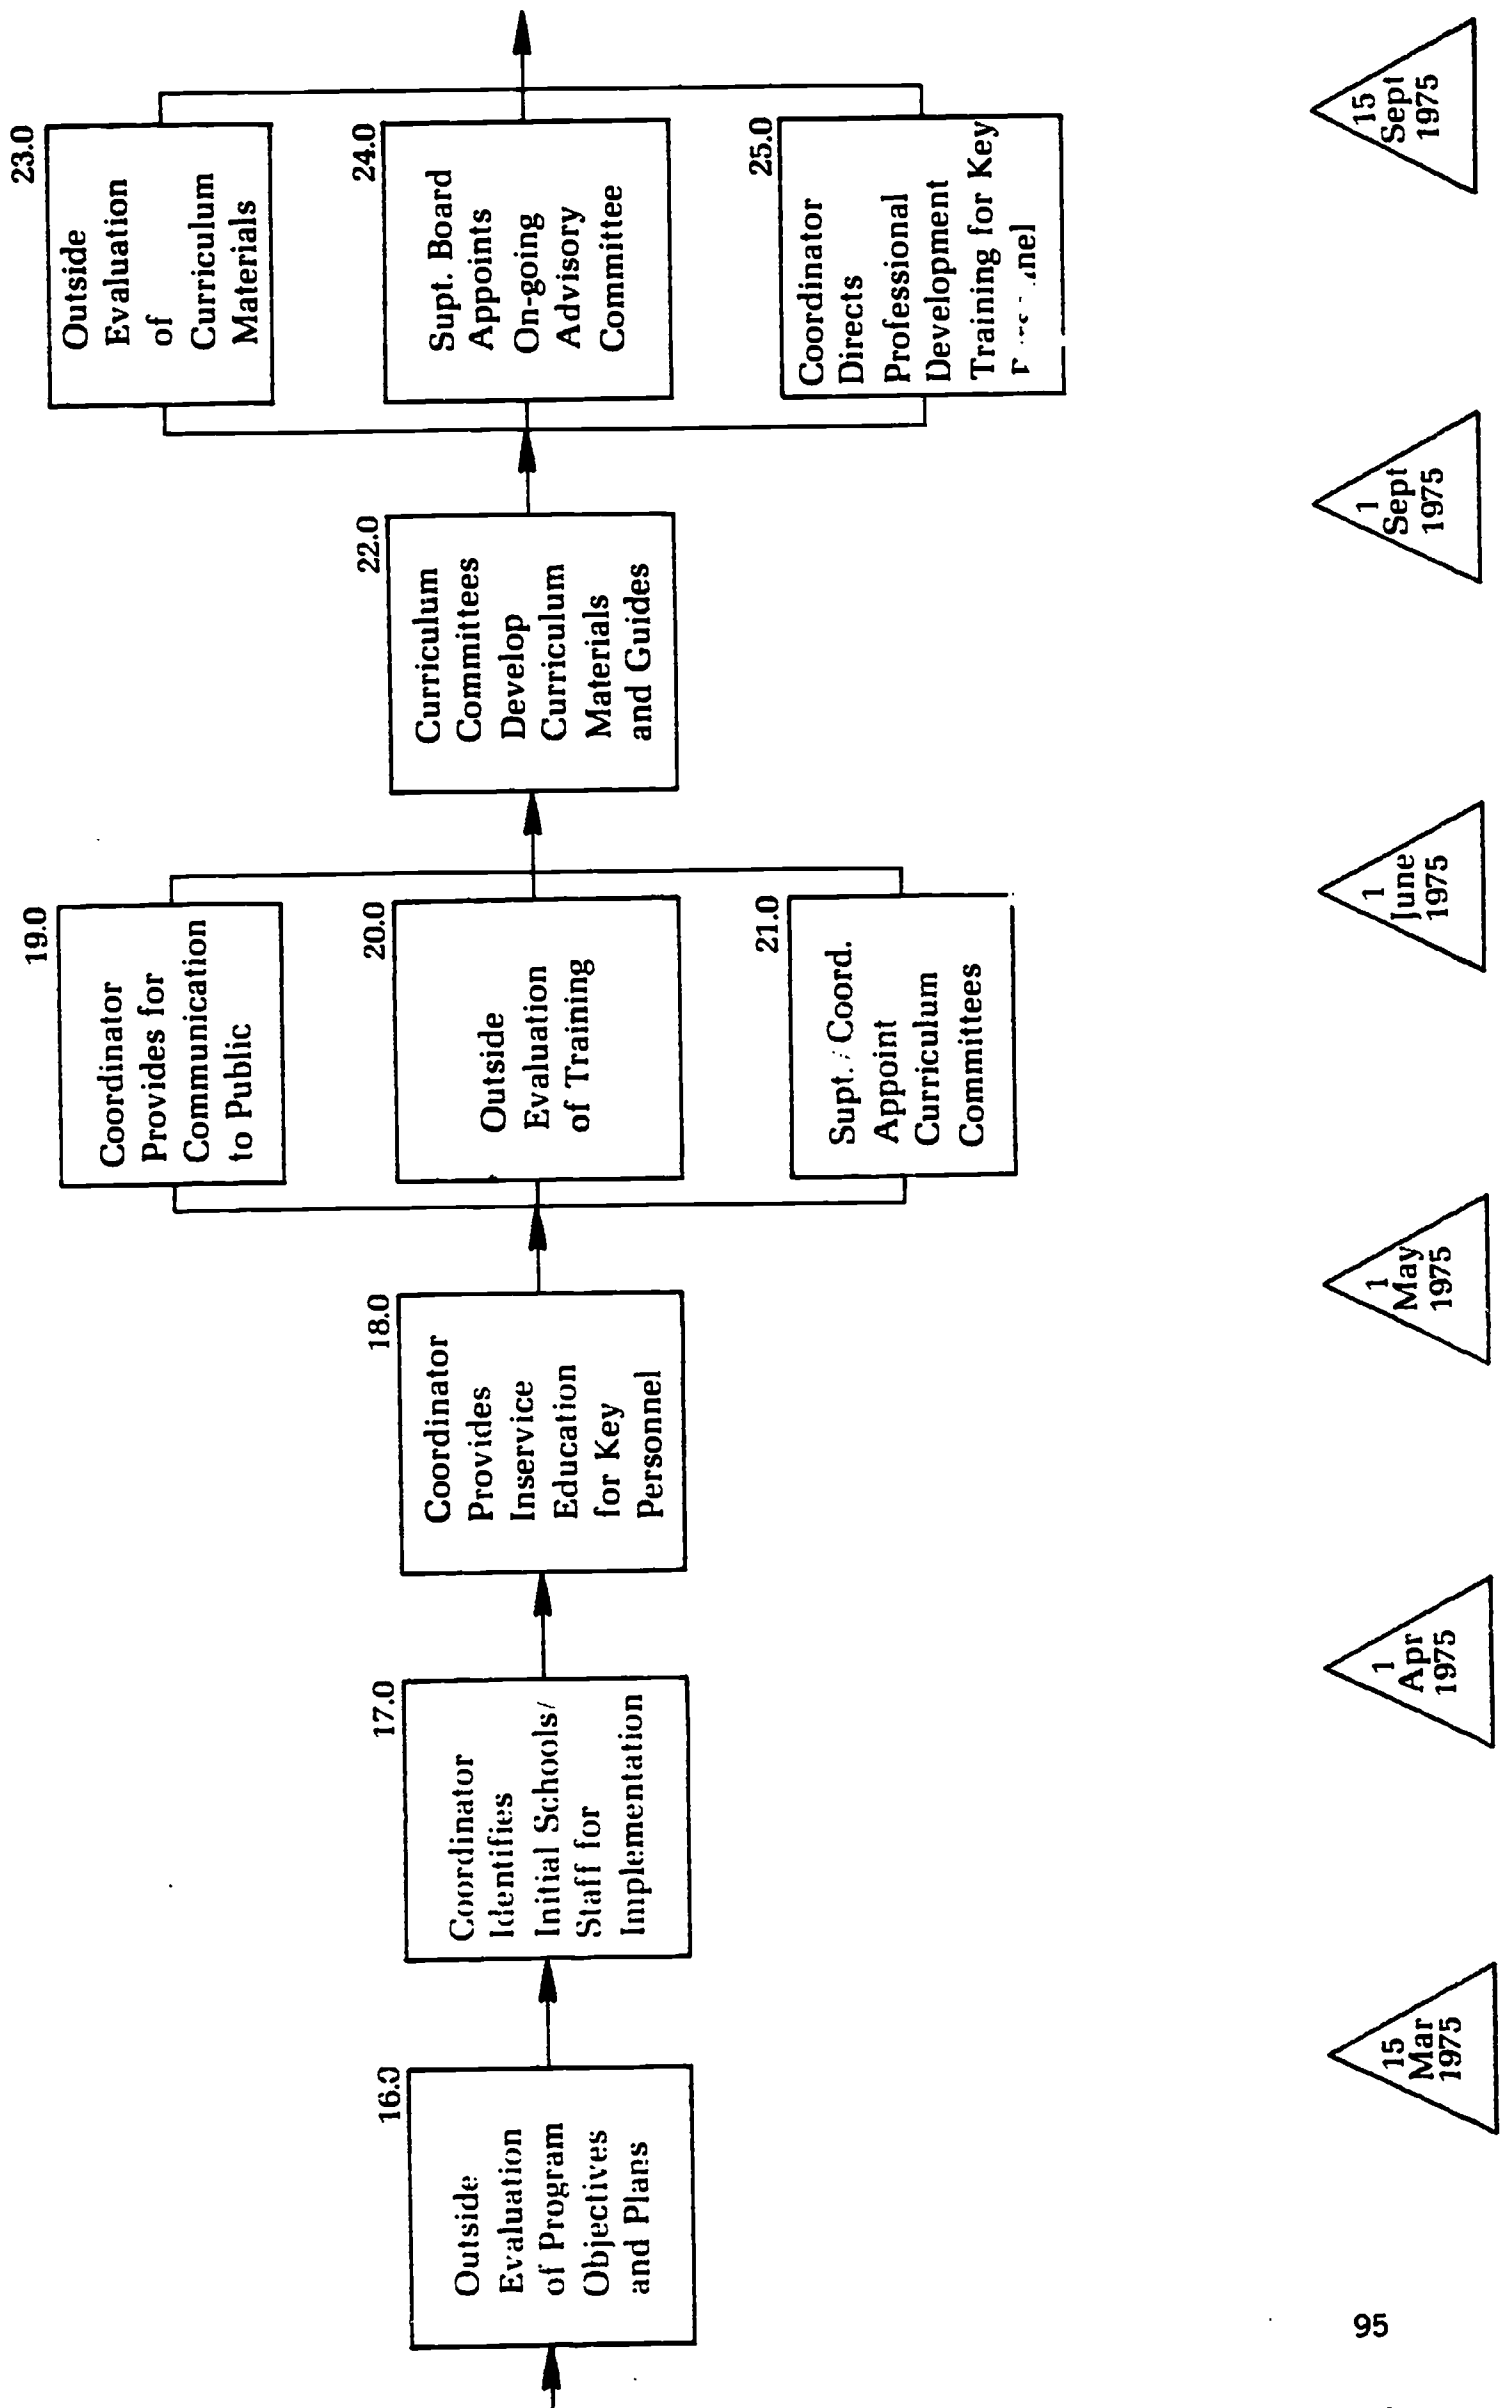 16.0
Outside
Evaluation
of Program
Objectives
and Plans
17.0
Coordinator
Identifies
Initial Schools/
Staff for
Implementation
18.0
Coordinator
Provides
Inservice
Education
for Key
Personnel
19.0
Coordinator
Provides for
Communication
to Public
20.0
Outside
Evaluation
of Training
21.0
Supt. Coord.
Appoint
Curriculum
Committees
22.0
Curriculum
Committees
Develop
Curriculum
Materials
and Guides
23.0
Outside
Evaluation
of
Curriculum
Materials
24.0
Supt. Board
Appoints
On-going
Advisory
Committee
25.0
Coordinator
Directs
Professional
Development
Training for Key
15
Mar
1975
1
Apr
1975
1
May
1975
1
June
1975
1
Sept
1975
15
Sept
1975
95